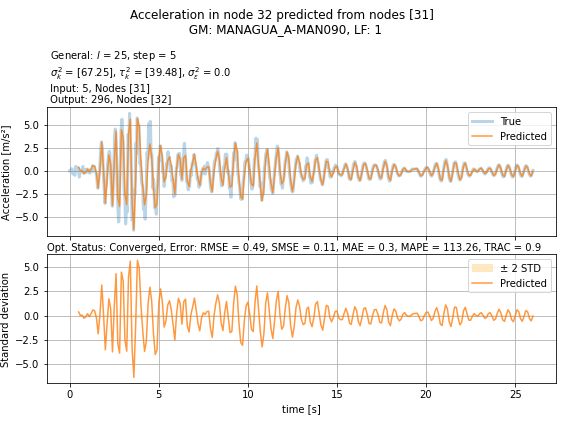 Acceleration in node 32 predicted from nodes [31]
GM: MANAGUA_A-MAN090, LF: 1
General: l = 25, step = 5
σ²ₖ = [67.25], τ²ₖ = [39.48], σ²ε = 0.0
Input: 5, Nodes [31]
Output: 296, Nodes [32]
Acceleration [m/s²]
5.0
2.5
0.0
−2.5
−5.0
True
Predicted
Opt. Status: Converged, Error: RMSE = 0.49, SMSE = 0.11, MAE = 0.3, MAPE = 113.26, TRAC = 0.9
Standard deviation
5.0
2.5
0.0
−2.5
−5.0
± 2 STD
Predicted
0 5 10 15 20 25
time [s]